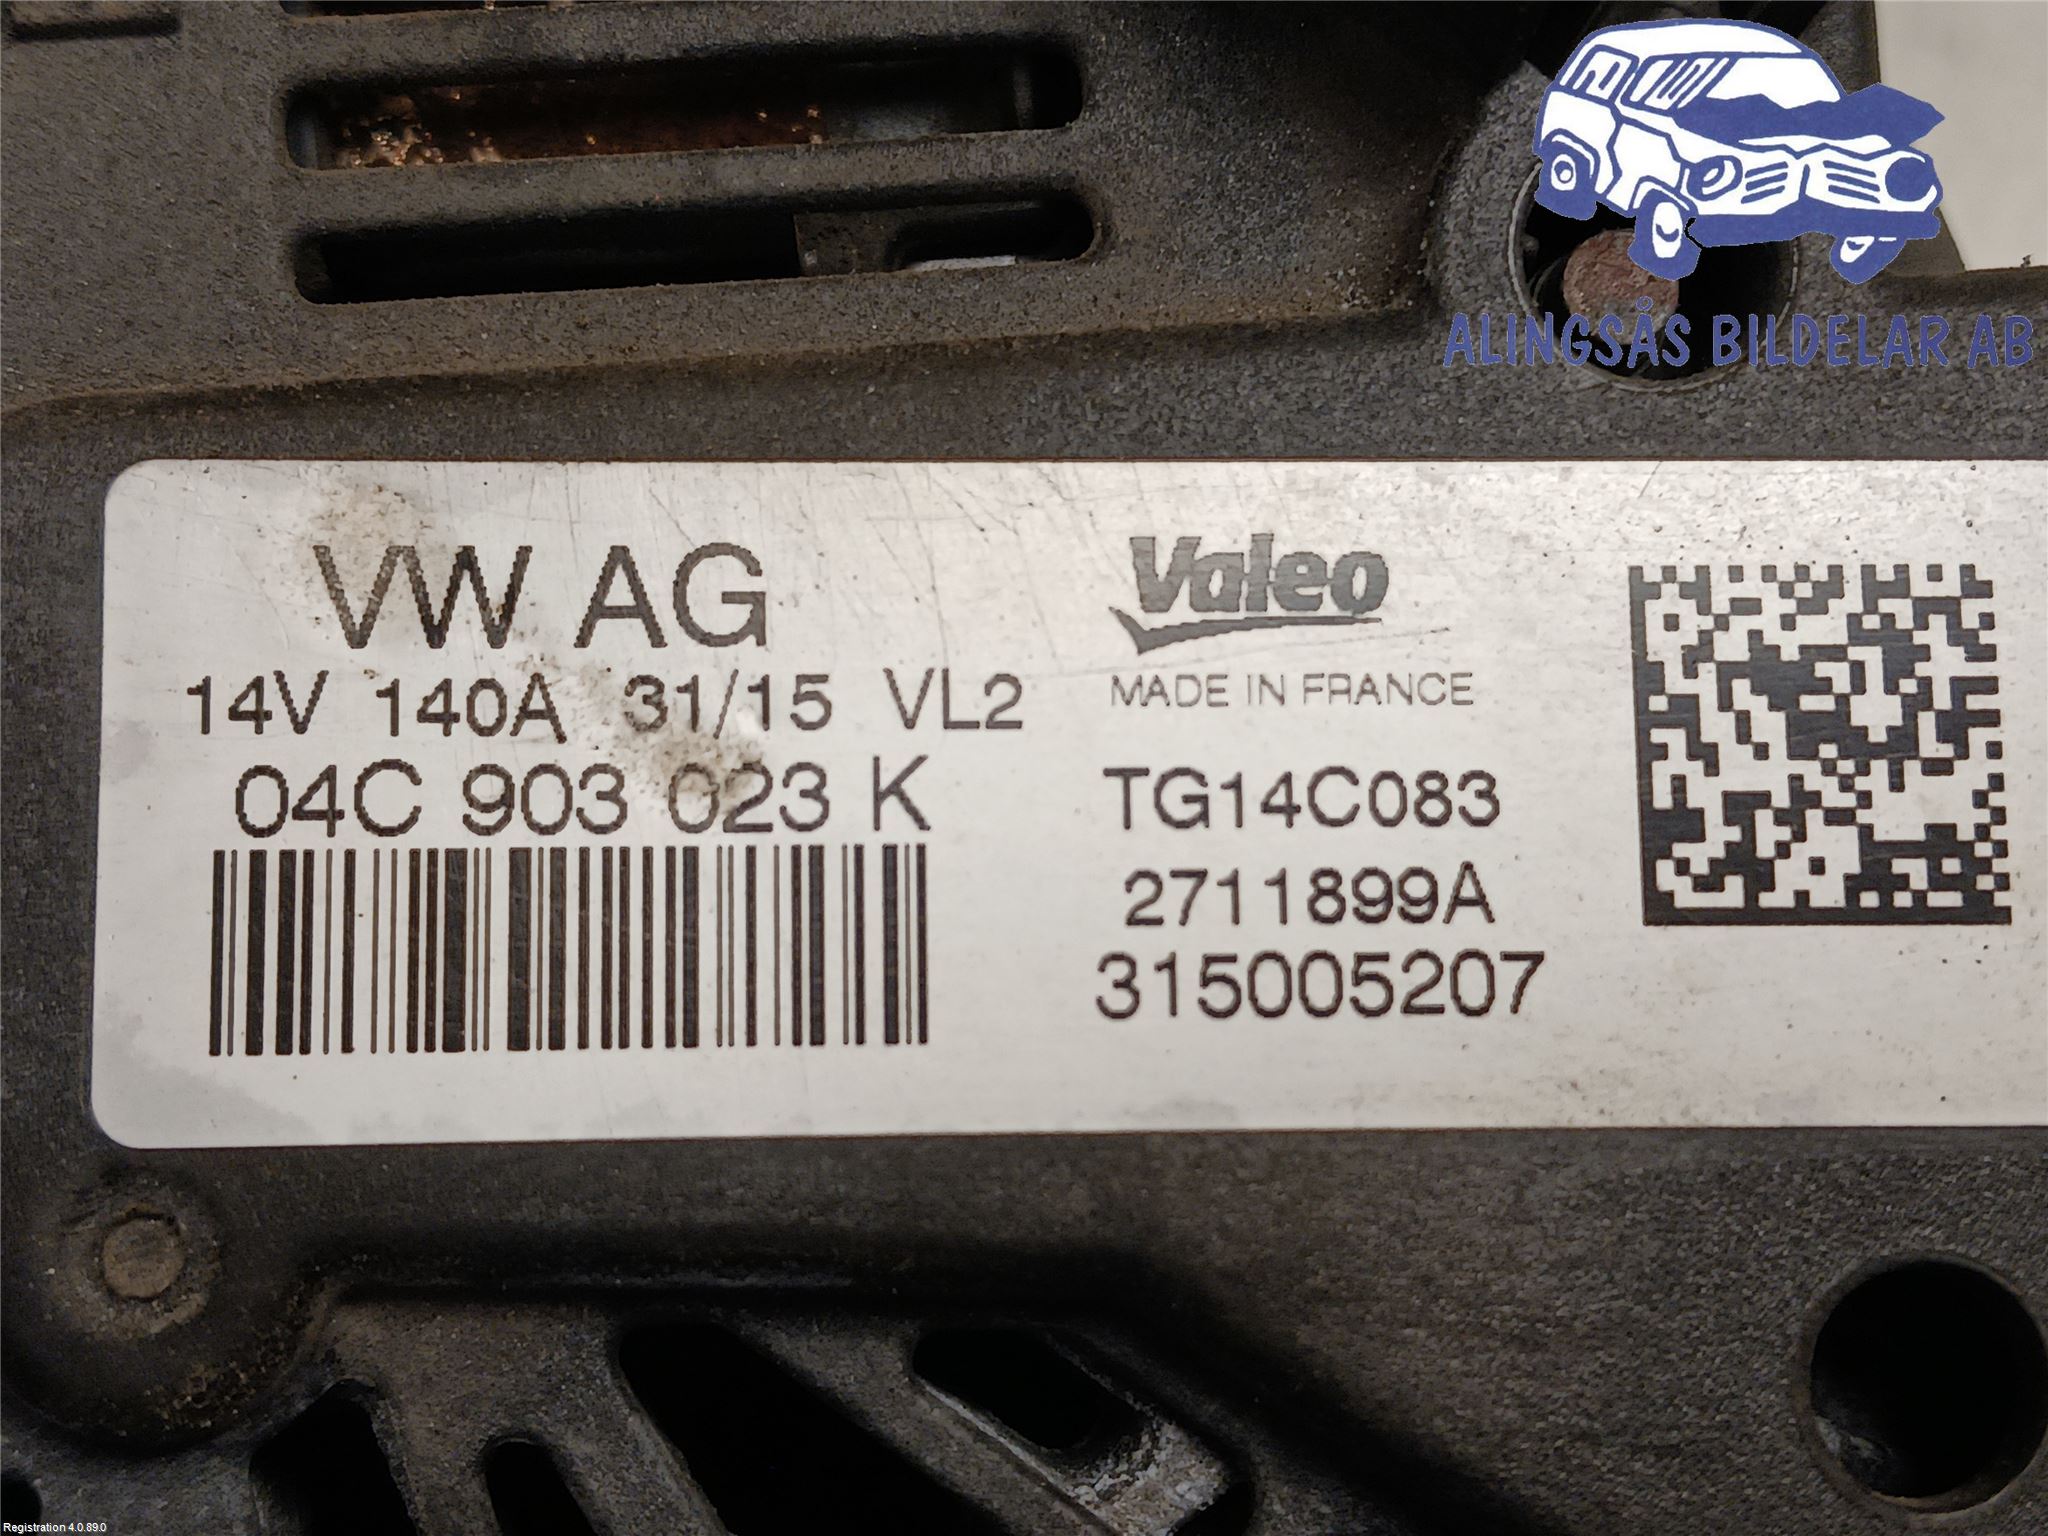 ALINGSÅS BILDELAR AB
VW AG
14V 140A 31/15 VL2
04C 903 023 K
Valeo
MADE IN FRANCE
TG14C083
2711899A
315005207
Registration 4.0.89.0